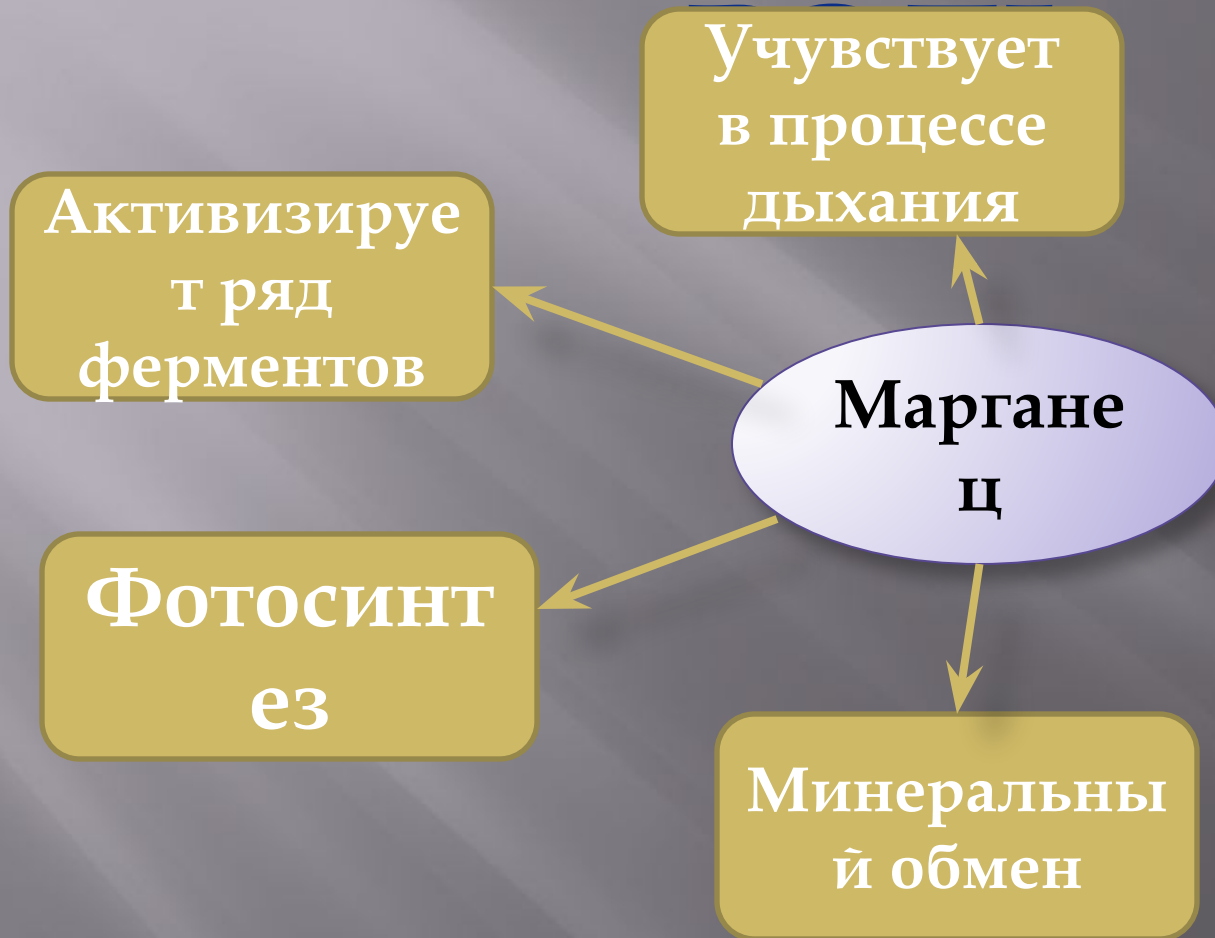 Учувствует
в процессе
дыхания
Активизируе
т ряд
ферментов
Маргане
ц
Фотосинт
ез
Минеральны
й обмен